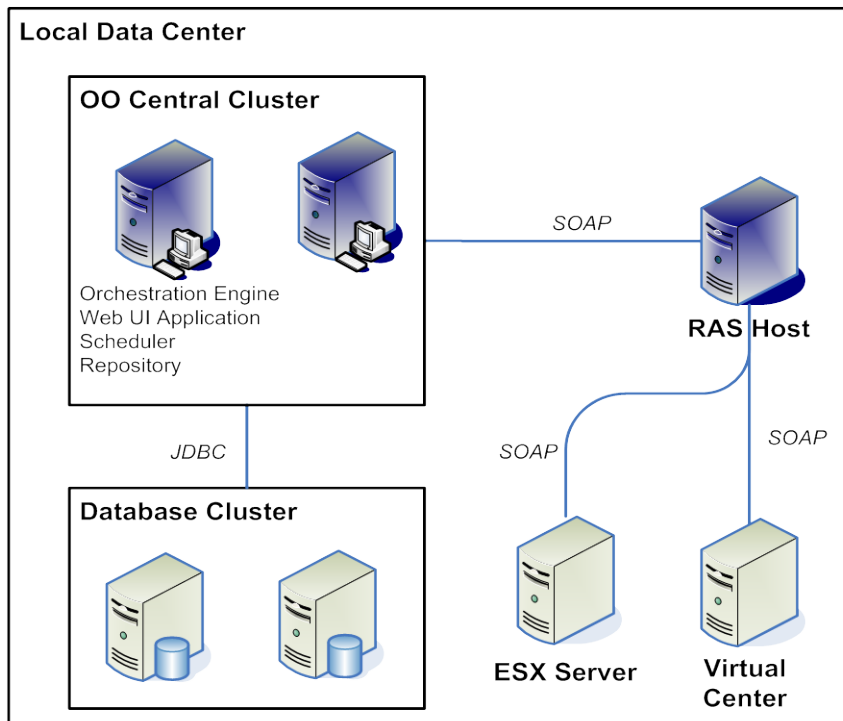 Local Data Center
OO Central Cluster
Orchestration Engine
Web UI Application
Scheduler
Repository
SOAP
RAS Host
JDBC
SOAP
SOAP
Database Cluster
ESX Server
Virtual
Center